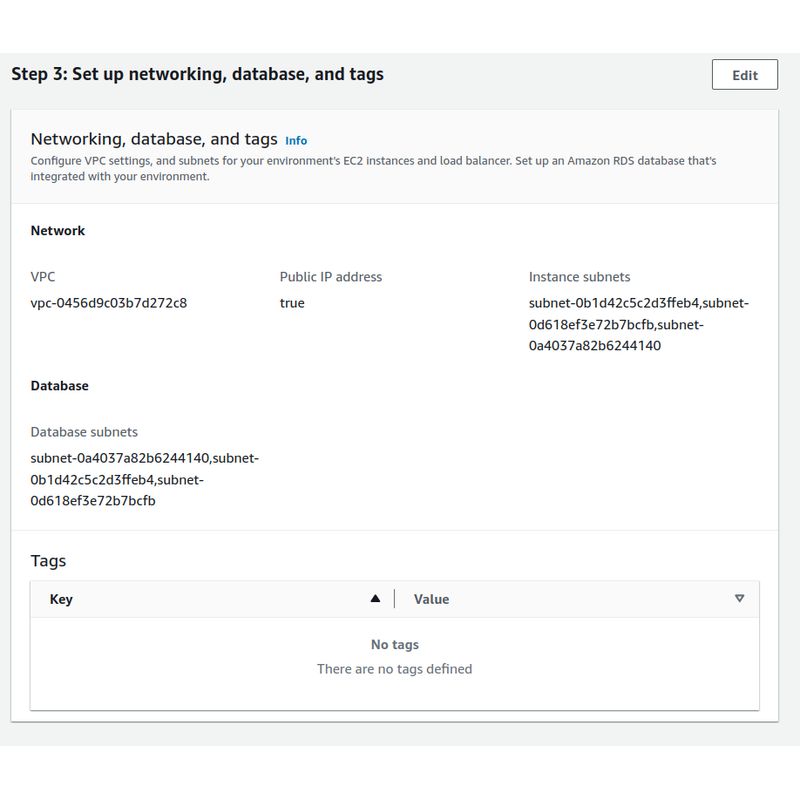 Step 3: Set up networking, database, and tags
Edit
Networking, database, and tags Info
Configure VPC settings, and subnets for your environment's EC2 instances and load balancer. Set up an Amazon RDS database that's
integrated with your environment.
Network
VPC
vpc-0456d9c03b7d272c8
Public IP address
true
Instance subnets
subnet-0b1d42c5c2d3ffeb4,subnet-
0d618ef3e72b7bcfb,subnet-
0a4037a82b6244140
Database
Database subnets
subnet-0a4037a82b6244140,subnet-
0b1d42c5c2d3ffeb4,subnet-
0d618ef3e72b7bcfb
Tags
Key
Value
No tags
There are no tags defined